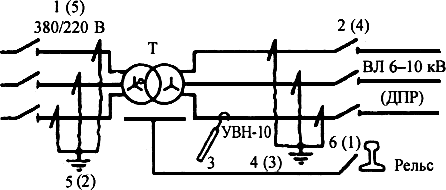 1 (5)
380/220 В
Т
2 (4)
ВЛ 6–10 кВ
(ДПР)
УВН-10
3
4 (3)
6 (1)
Рельс
5 (2)